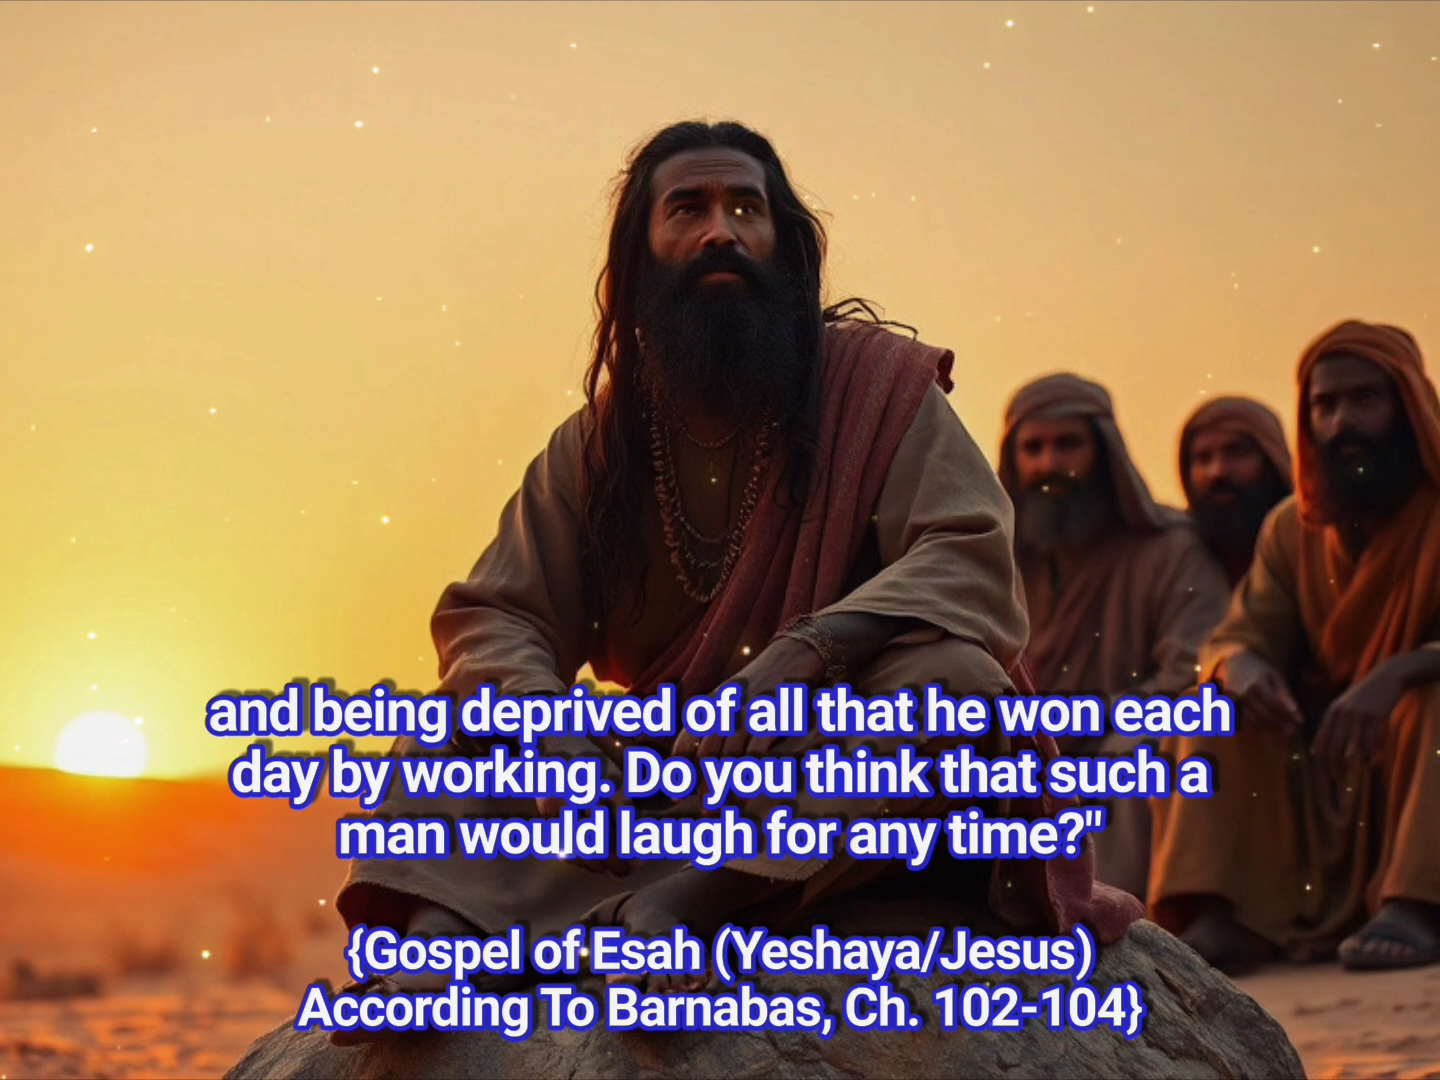 and being deprived of all that he won each
day by working. Do you think that such a
man would laugh for any time?"
{Gospel of Esah (Yeshaya/Jesus)
According To Barnabas, Ch. 102-104}